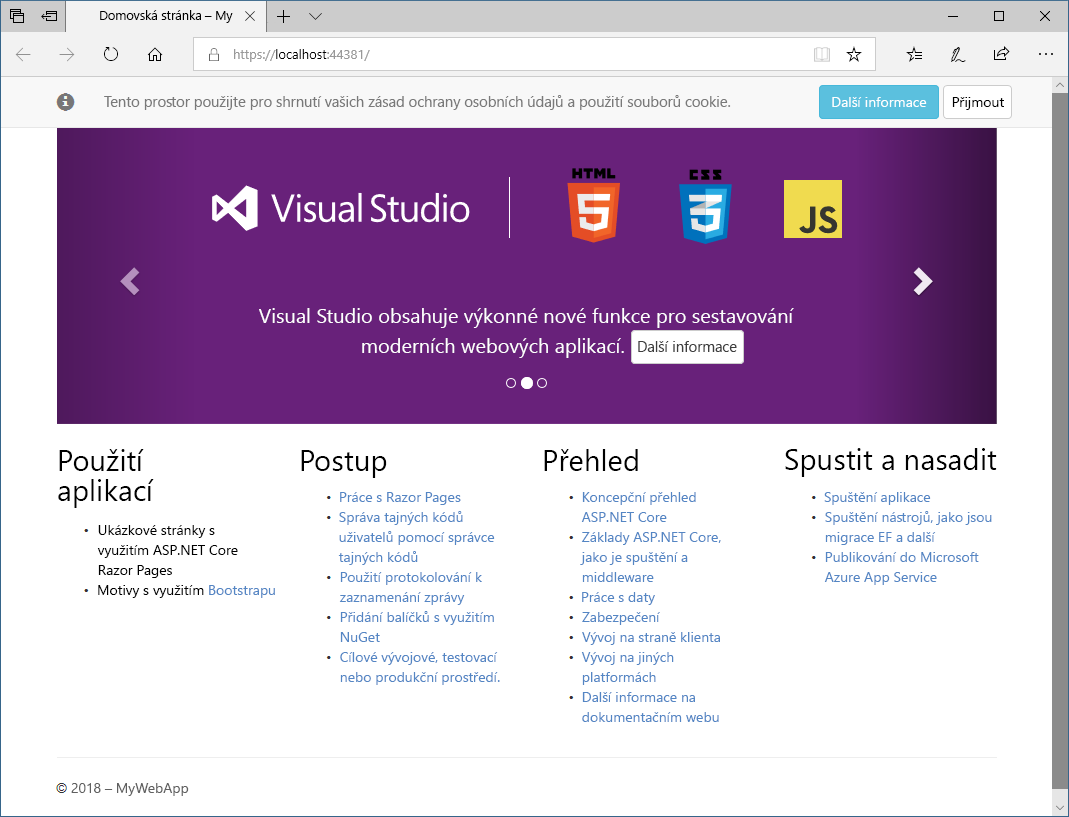 Domovská stránka – My
https://localhost:44381/
Tento prostor použijte pro shrnutí vašich zásad ochrany osobních údajů a použití souborů cookie.
Další informace
Přijmout
Visual Studio
HTML
5
CSS
3
JS
Visual Studio obsahuje výkonné nové funkce pro sestavování
moderních webových aplikací. Další informace
Použití
aplikací
Ukázkové stránky s
využitím ASP.NET Core
Razor Pages
Motivy s využitím Bootstrapu
Postup
Práce s Razor Pages
Správa tajných kódů
uživatelů pomocí správce
tajných kódů
Použití protokolování k
zaznamenání zprávy
Přidání balíčků s využitím
NuGet
Cílové vývojové, testovací
nebo produkční prostředí.
Přehled
Koncepční přehled
ASP.NET Core
Základy ASP.NET Core,
jako je spuštění a
middleware
Práce s daty
Zabezpečení
Vývoj na straně klienta
Vývoj na jiných
platformách
Další informace na
dokumentačním webu
Spustit a nasadit
Spuštění aplikace
Spuštění nástrojů, jako jsou
migrace EF a další
Publikování do Microsoft
Azure App Service
© 2018 – MyWebApp